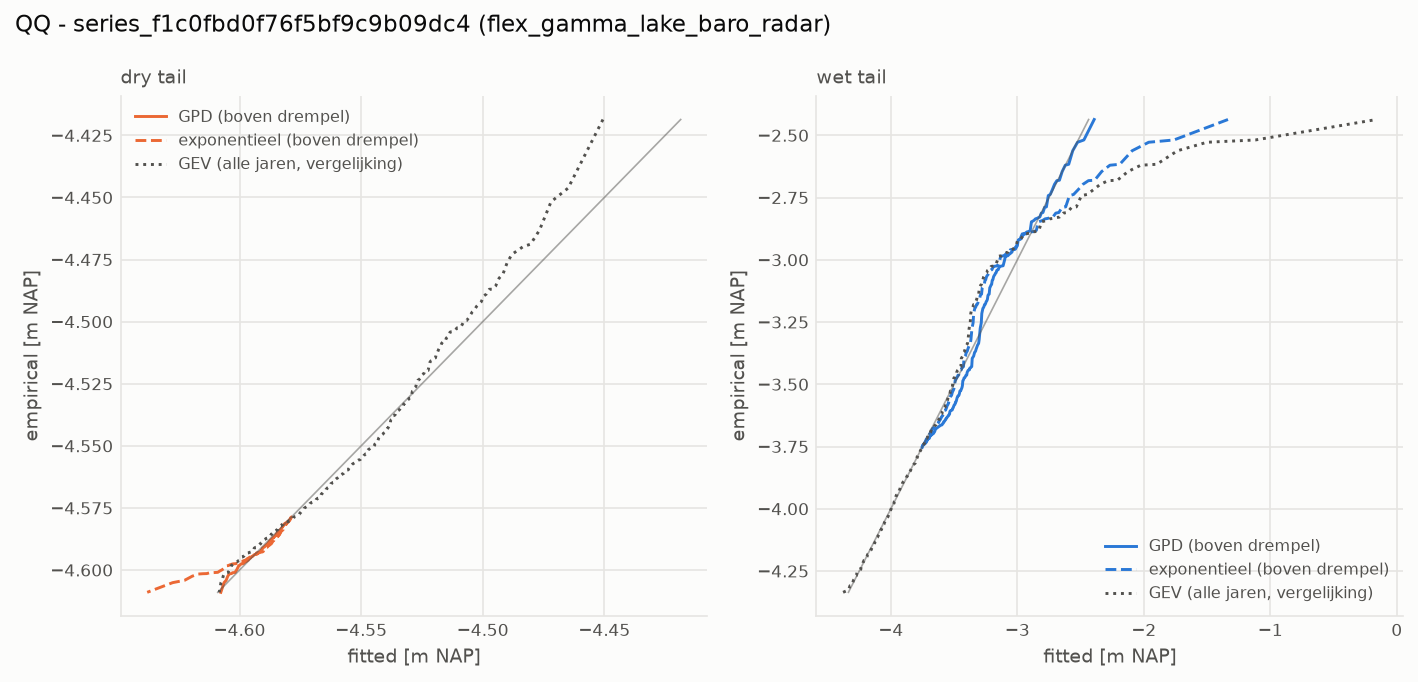 QQ - series_f1c0fbd0f76f5bf9c9b09dc4 (flex_gamma_lake_baro_radar)
dry tail
GPD (boven drempel)
exponentieel (boven drempel)
GEV (alle jaren, vergelijking)
−4.425
−4.450
−4.475
−4.500
−4.525
−4.550
−4.575
−4.600
empirical [m NAP]
−4.60
−4.55
−4.50
−4.45
fitted [m NAP]
wet tail
−2.50
−2.75
−3.00
−3.25
−3.50
−3.75
−4.00
−4.25
empirical [m NAP]
GPD (boven drempel)
exponentieel (boven drempel)
GEV (alle jaren, vergelijking)
−4
−3
−2
−1
0
fitted [m NAP]